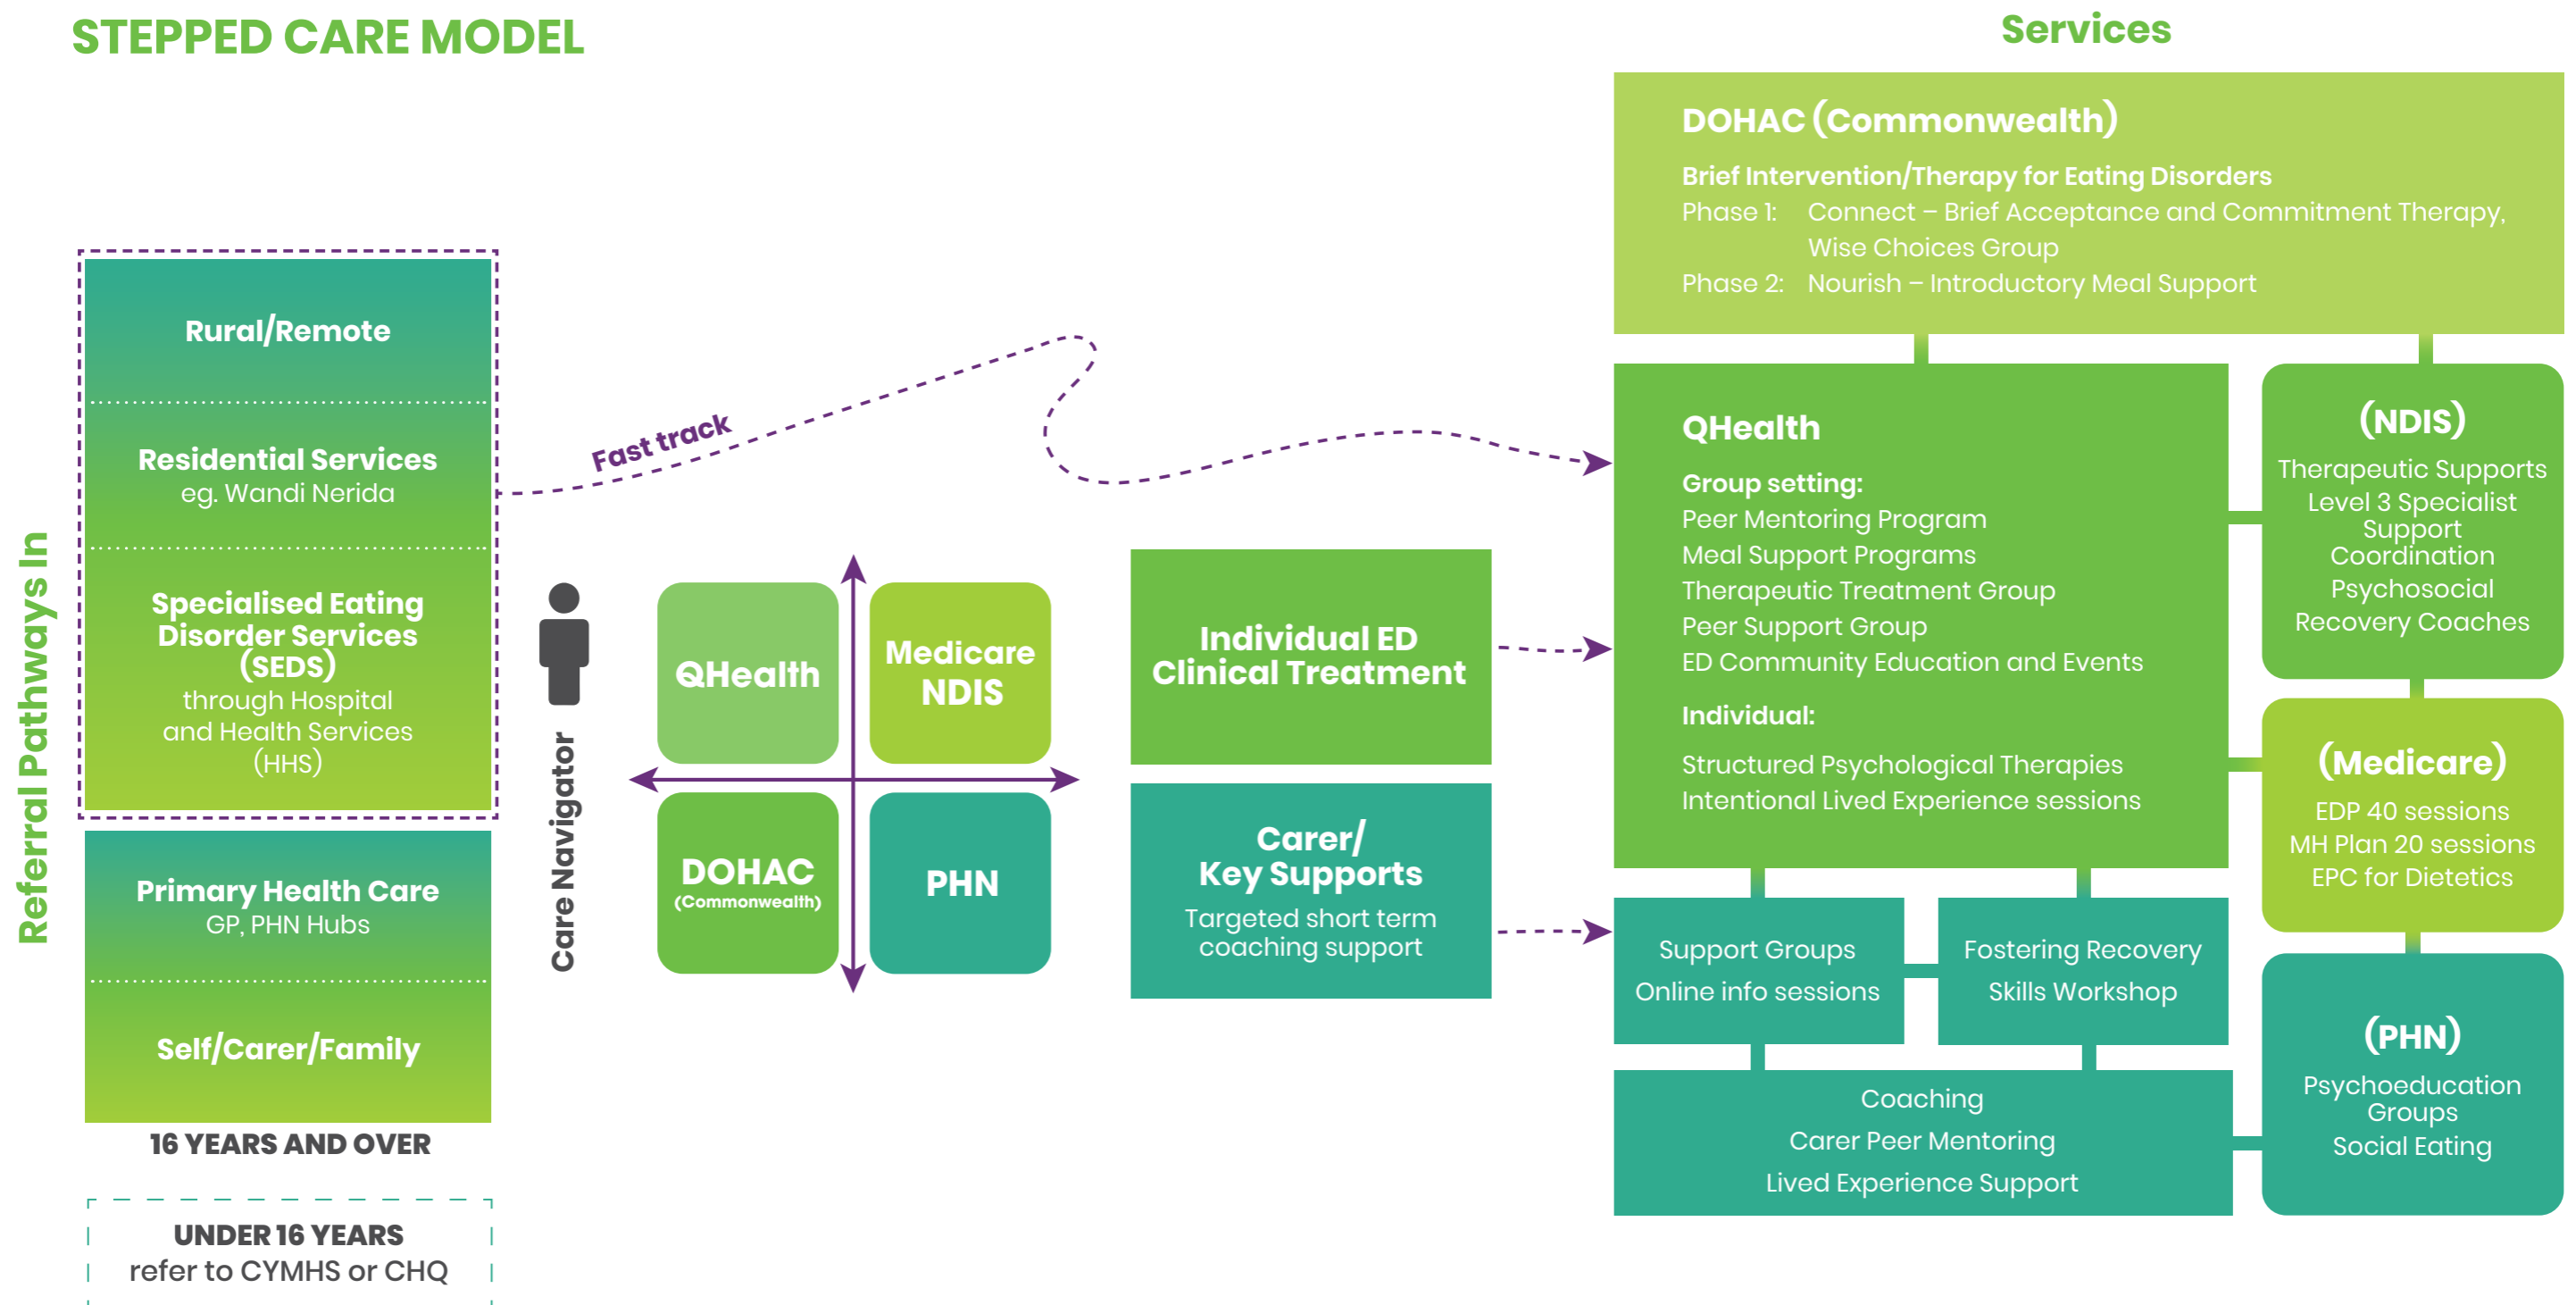 STEPPED CARE MODEL
Referral Pathways In
Rural/Remote
Residential Services
eg. Wandi Nerida
Specialised Eating
Disorder Services
(SEDS)
through Hospital
and Health Services
(HHS)
Primary Health Care
GP, PHN Hubs
Self/Carer/Family
16 YEARS AND OVER
UNDER 16 YEARS
refer to CYMHS or CHQ
Fast track
Care Navigator
QHealth
Medicare
NDIS
DOHAC
(Commonwealth)
PHN
Individual ED
Clinical Treatment
Carer/
Key Supports
Targeted short term
coaching support
Services
DOHAC (Commonwealth)
Brief Intervention/Therapy for Eating Disorders
Phase 1: Connect – Brief Acceptance and Commitment Therapy,
Wise Choices Group
Phase 2: Nourish – Introductory Meal Support
QHealth
Group setting:
Peer Mentoring Program
Meal Support Programs
Therapeutic Treatment Group
Peer Support Group
ED Community Education and Events
Individual:
Structured Psychological Therapies
Intentional Lived Experience sessions
(NDIS)
Therapeutic Supports
Level 3 Specialist
Support
Coordination
Psychosocial
Recovery Coaches
(Medicare)
EDP 40 sessions
MH Plan 20 sessions
EPC for Dietetics
Support Groups
Online info sessions
Fostering Recovery
Skills Workshop
Coaching
Carer Peer Mentoring
Lived Experience Support
(PHN)
Psychoeducation
Groups
Social Eating